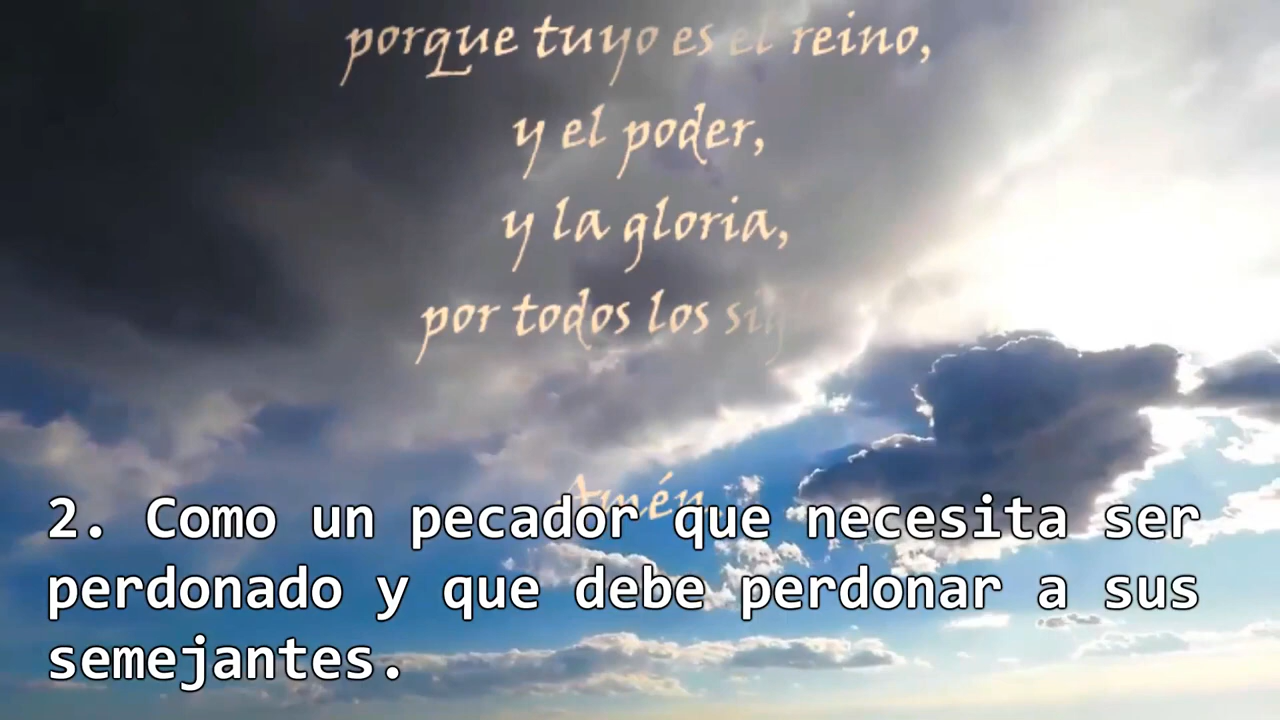 porque tuyo es el reino,
y el poder,
y la gloria,
por todos los
Amén.
2. Como un pecador que necesita ser
perdonado y que debe perdonar a sus
semejantes.